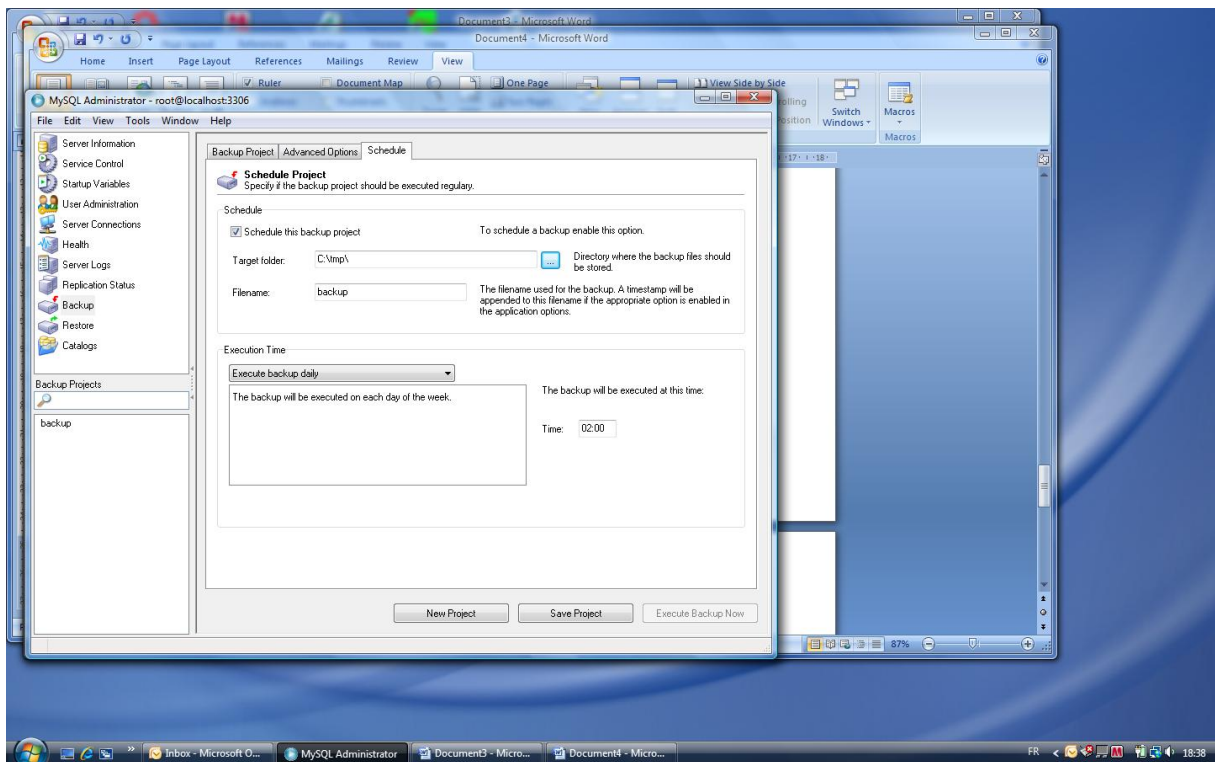 Document3 - Microsoft Word
Document4 - Microsoft Word
Home Insert Page Layout References Mailings Review View
Ruler Document Map One Page View Side by Side
Switch Windows
Macros
Macros
MySQL Administrator - root@localhost:3306
File Edit View Tools Window Help
Server Information
Service Control
Startup Variables
User Administration
Server Connections
Health
Server Logs
Replication Status
Backup
Restore
Catalogs
Backup Projects
backup
Backup Project Advanced Options Schedule
Schedule Project
Specify if the backup project should be executed regulary.
Schedule
Schedule this backup project To schedule a backup enable this option.
Target folder: C:\tmp\ ... Directory where the backup files should
be stored.
Filename: backup The filename used for the backup. A timestamp will be
appended to this filename if the appropriate option is enabled in
the application options.
Execution Time
Execute backup daily
The backup will be executed on each day of the week.
The backup will be executed at this time:
Time: 02:00
New Project Save Project Execute Backup Now
·17· ·18·
87%
Inbox - Microsoft O... MySQL Administrator Document3 - Micro... Document4 - Micro... FR 18:38